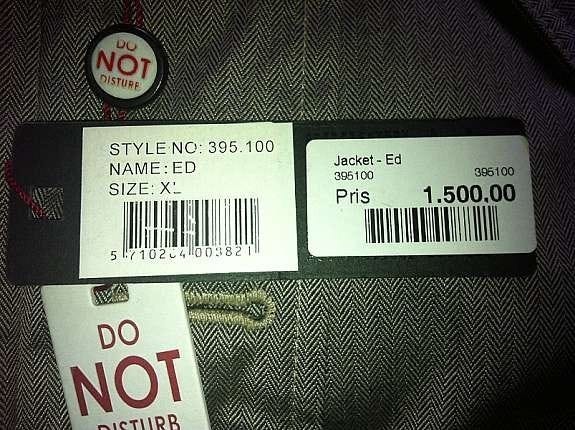 DO
NOT
DISTURB
STYLE NO: 395.100
NAME: ED
SIZE: XL
Jacket - Ed
395100 395100
Pris 1.500,00
DO
NOT
DISTURB